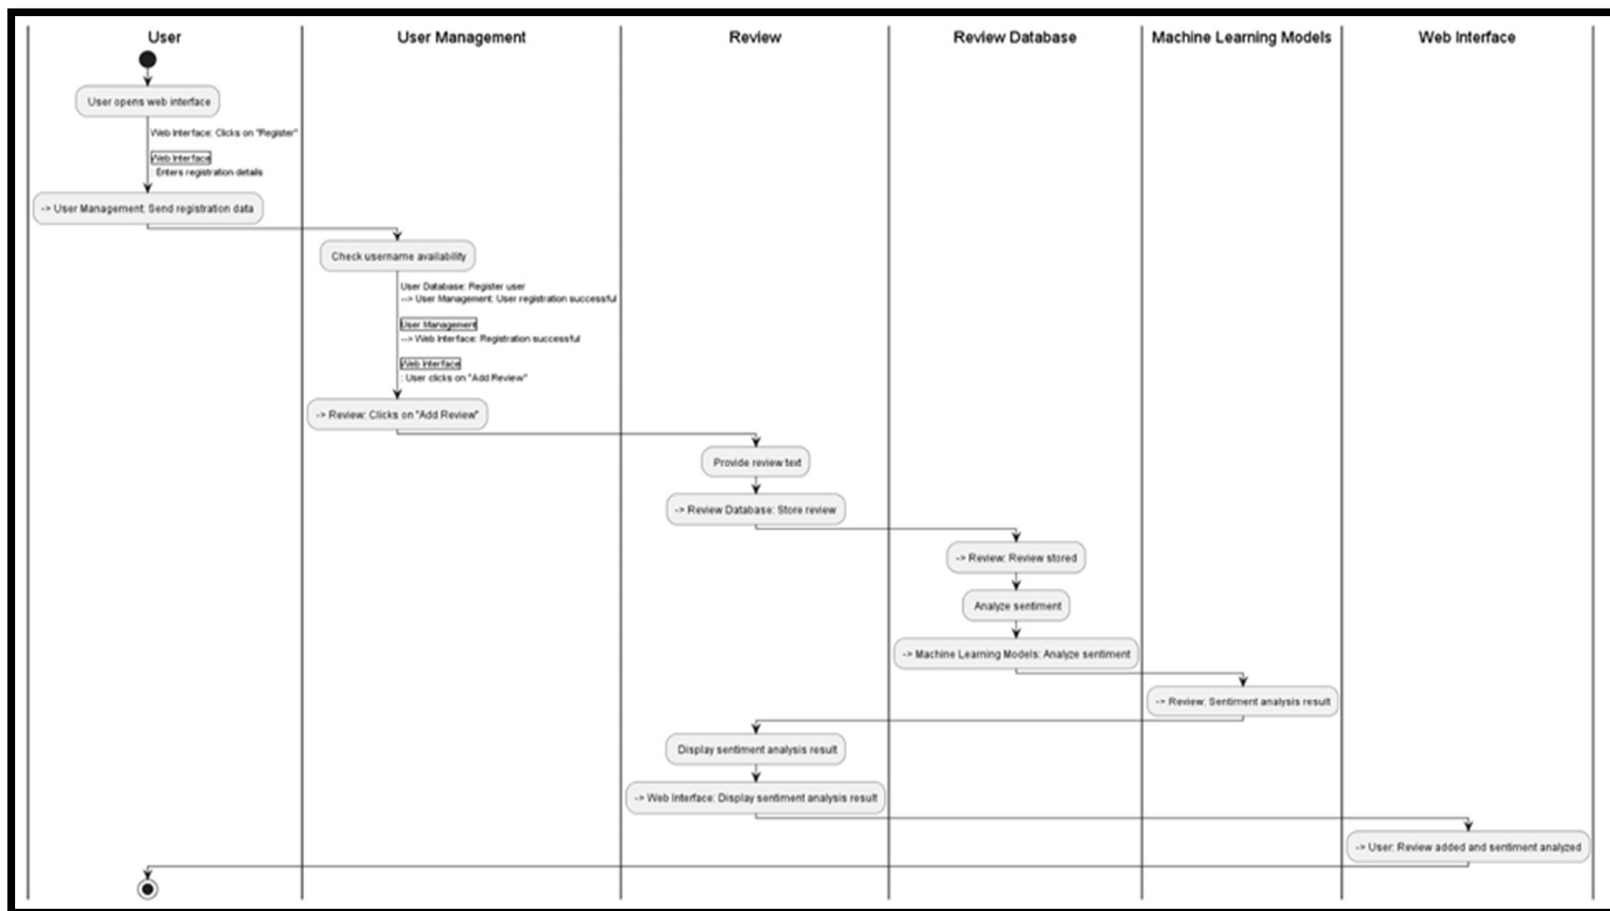 User
User Management
Review
Review Database
Machine Learning Models
Web Interface
User opens web interface
Web Interface: Clicks on "Register"
Web Interface
: Enters registration details
-> User Management: Send registration data
Check username availability
User Database: Register user
--> User Management: User registration successful
User Management
--> Web Interface: Registration successful
Web Interface
: User clicks on "Add Review"
-> Review: Clicks on "Add Review"
Provide review text
-> Review Database: Store review
-> Review: Review stored
Analyze sentiment
-> Machine Learning Models: Analyze sentiment
-> Review: Sentiment analysis result
Display sentiment analysis result
-> Web Interface: Display sentiment analysis result
-> User: Review added and sentiment analyzed